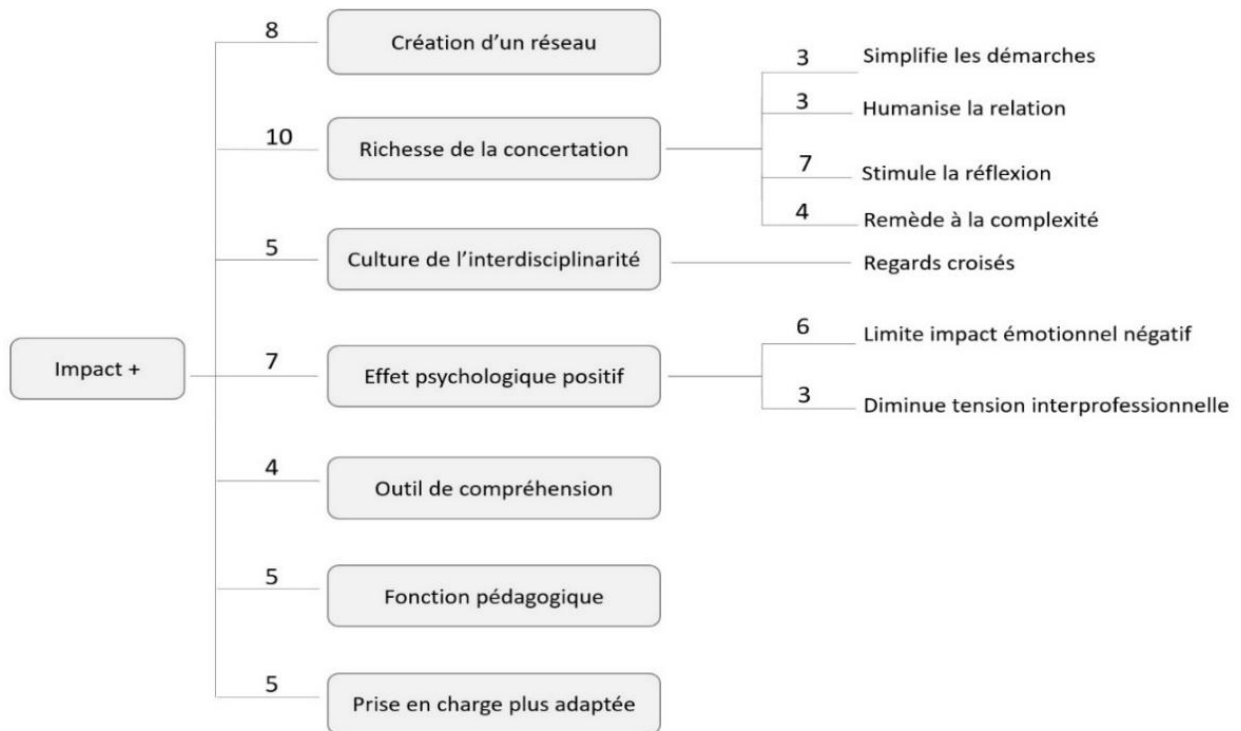 8
Création d’un réseau
3
Simplifie les démarches
3
Humanise la relation
10
Richesse de la concertation
7
Stimule la réflexion
4
Remède à la complexité
5
Culture de l’interdisciplinarité
Regards croisés
6
Limite impact émotionnel négatif
Impact +
7
Effet psychologique positif
3
Diminue tension interprofessionnelle
4
Outil de compréhension
5
Fonction pédagogique
5
Prise en charge plus adaptée